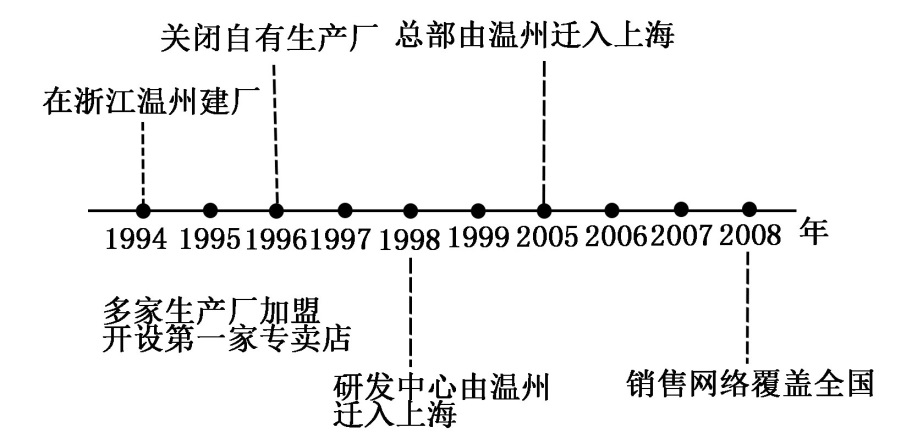 关闭自有生产厂
总部由温州迁入上海
在浙江温州建厂
1994 1995 1996 1997 1998 1999 2005 2006 2007 2008 年
多家生产厂加盟
开设第一家专卖店
研发中心由温州
迁入上海
销售网络覆盖全国